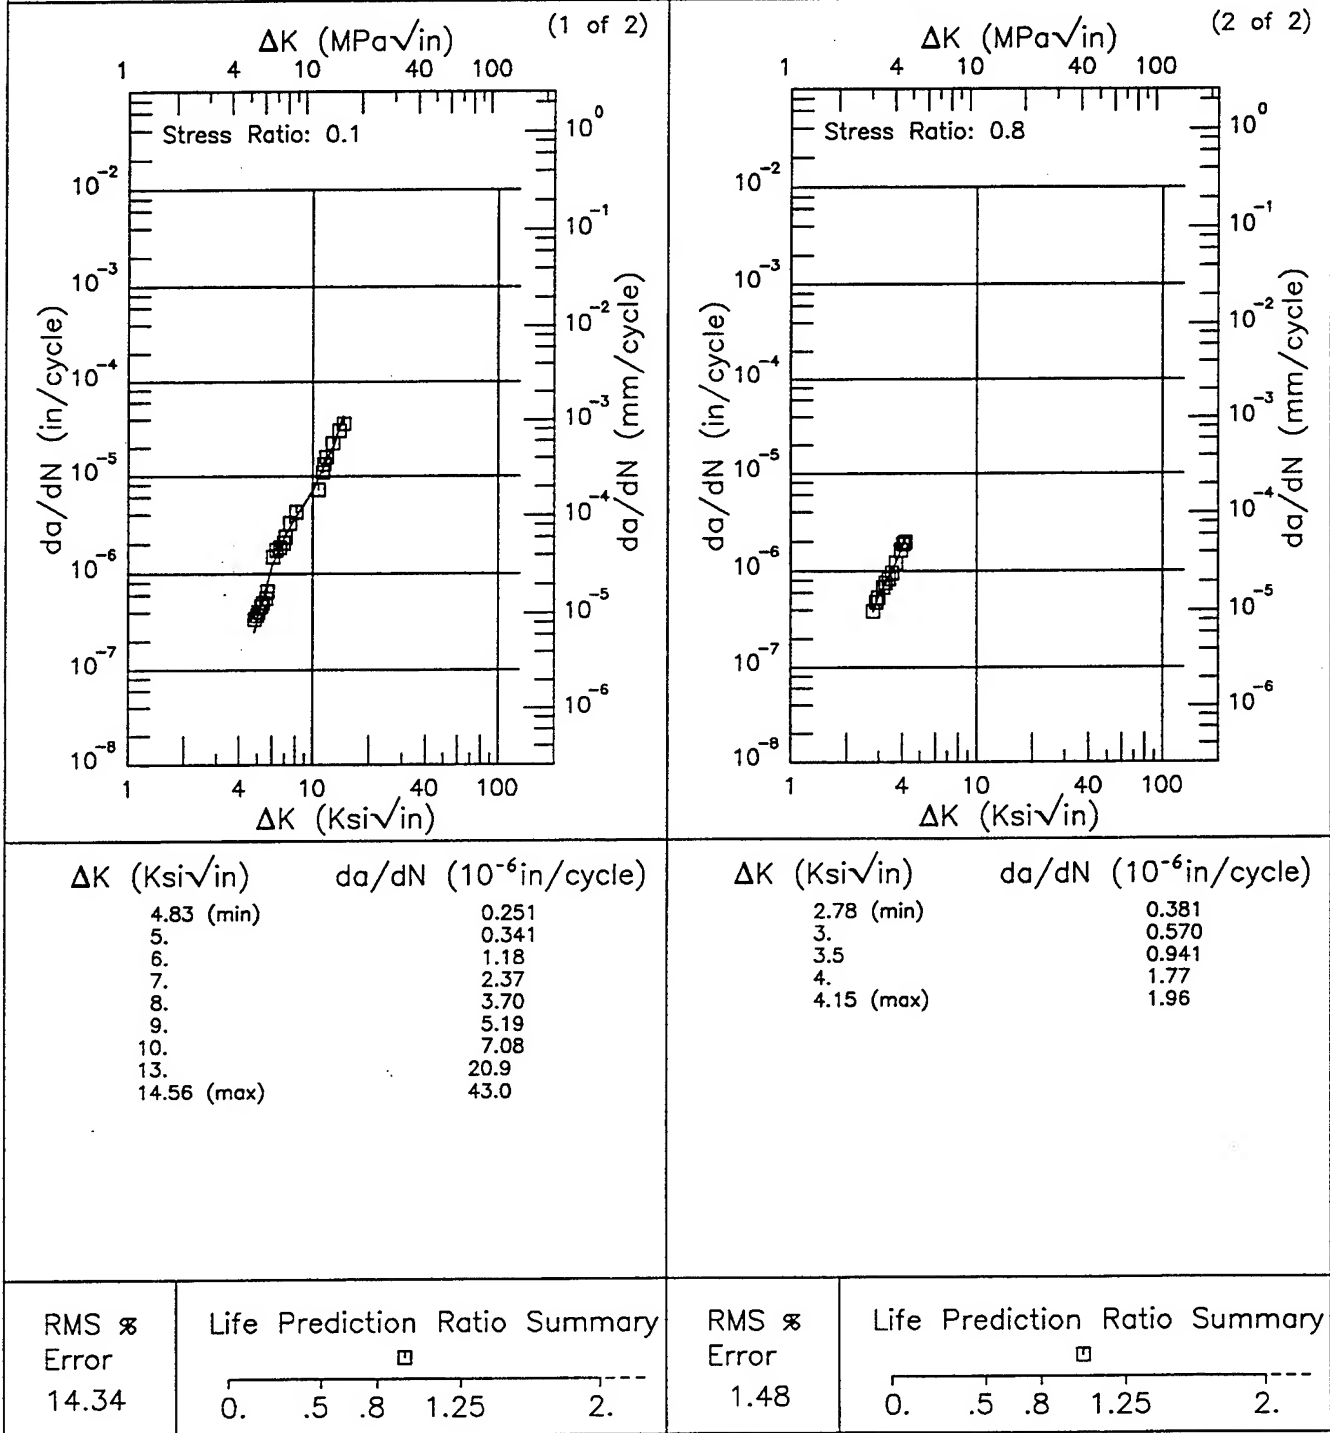 (1 of 2)
ΔK (MPa√in)
1 4 10 40 100
Stress Ratio: 0.1
10⁰
10⁻¹
10⁻²
10⁻³
10⁻⁴
10⁻⁵
10⁻⁶
da/dN (mm/cycle)
10⁻²
10⁻³
10⁻⁴
10⁻⁵
10⁻⁶
10⁻⁷
10⁻⁸
da/dN (in/cycle)
1 4 10 40 100
ΔK (Ksi√in)
ΔK (Ksi√in) da/dN (10⁻⁶in/cycle)
4.83 (min) 0.251
5. 0.341
6. 1.18
7. 2.37
8. 3.70
9. 5.19
10. 7.08
13. 20.9
14.56 (max) 43.0
RMS %
Error
14.34
Life Prediction Ratio Summary
0. .5 .8 1.25 2.
(2 of 2)
ΔK (MPa√in)
1 4 10 40 100
Stress Ratio: 0.8
10⁰
10⁻¹
10⁻²
10⁻³
10⁻⁴
10⁻⁵
10⁻�6
da/dN (mm/cycle)
10⁻²
10⁻³
10⁻⁴
10⁻⁵
10⁻⁶
10⁻⁷
10⁻⁸
da/dN (in/cycle)
1 4 10 40 100
ΔK (Ksi√in)
ΔK (Ksi√in) da/dN (10⁻⁶in/cycle)
2.78 (min) 0.381
3. 0.570
3.5 0.941
4. 1.77
4.15 (max) 1.96
RMS %
Error
1.48
Life Prediction Ratio Summary
0. .5 .8 1.25 2.